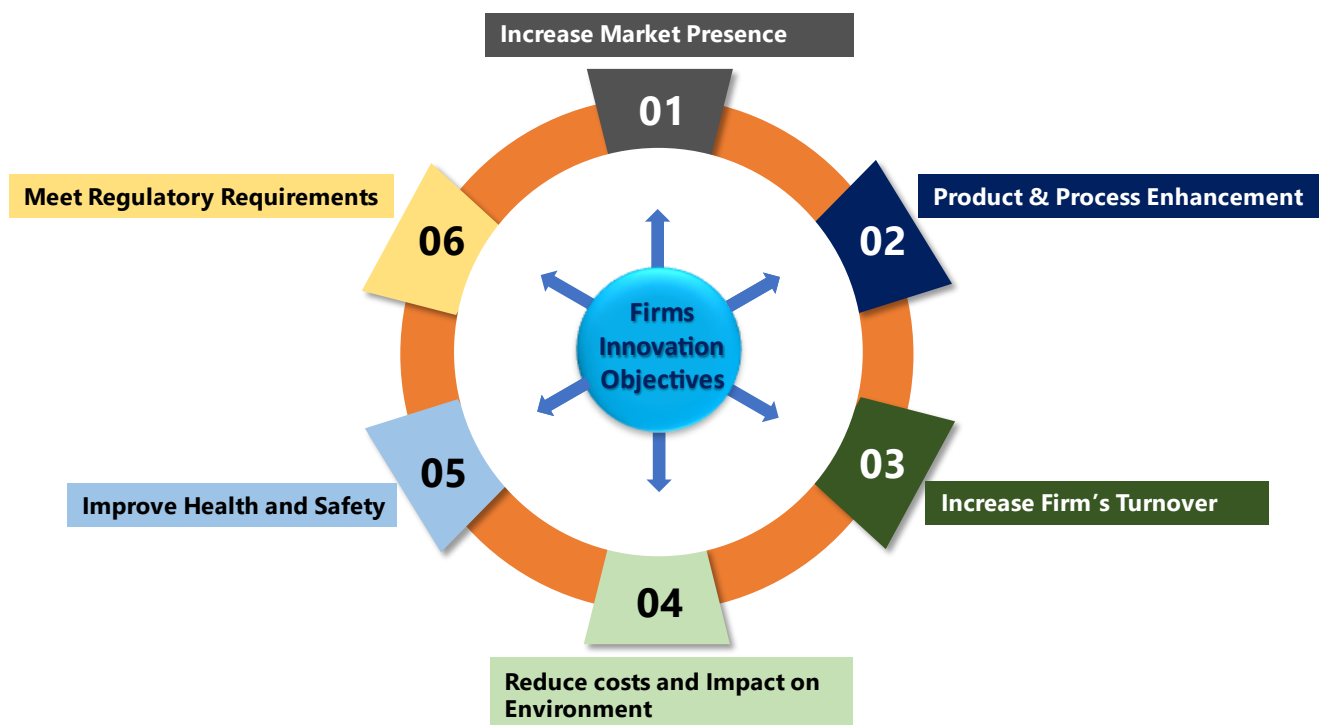 Increase Market Presence
01
Meet Regulatory Requirements
Product & Process Enhancement
06
02
Firms
Innovation
Objectives
05
03
Improve Health and Safety
Increase Firm’s Turnover
04
Reduce costs and Impact on
Environment